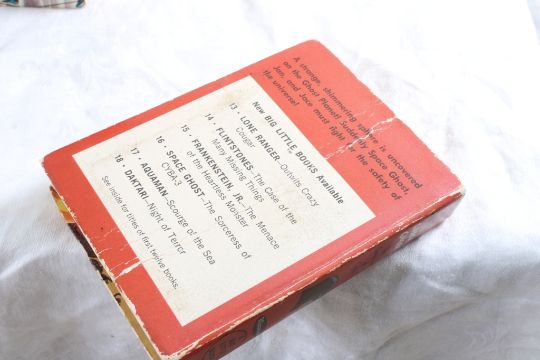 A strange, shimmering sphere is uncovered
on the Ghost Planet! Suddenly Space Ghost,
Jan, and Jace must fight for the safety of
the universe!
New BIG LITTLE BOOKS Available
13 • LONE RANGER—Outwits Crazy
Cougar
14 • FLINTSTONES—The Case of the
Many Missing Things
15 • FRANKENSTEIN, JR.—The Menace
of the Heartless Monster
16 • SPACE GHOST—The Sorceress of
CYBA-3
17 • AQUAMAN—Scourge of the Sea
18 • DAKTARI—Night of Terror
See inside for titles of first twelve books.